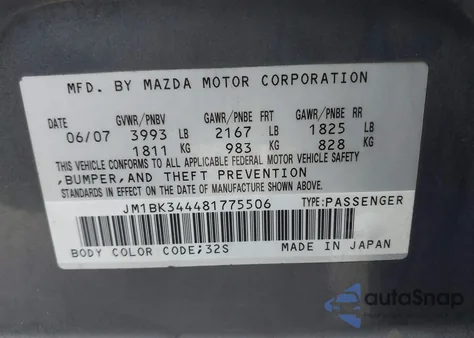 MFD. BY MAZDA MOTOR CORPORATION
DATE GVWR/PNBV GAWR/PNBE FRT GAWR/PNBE RR
06/07 3993 LB 2167 LB 1825 LB
1811 KG 983 KG 828 KG
THIS VEHICLE CONFORMS TO ALL APPLICABLE FEDERAL MOTOR VEHICLE SAFETY
,BUMPER,AND THEFT PREVENTION
STANDARDS IN EFFECT ON THE DATE OF MANUFACTURE SHOWN ABOVE.
JM1BK344481775506 TYPE:PASSENGER
BODY COLOR CODE;32S MADE IN JAPAN
autoSnap